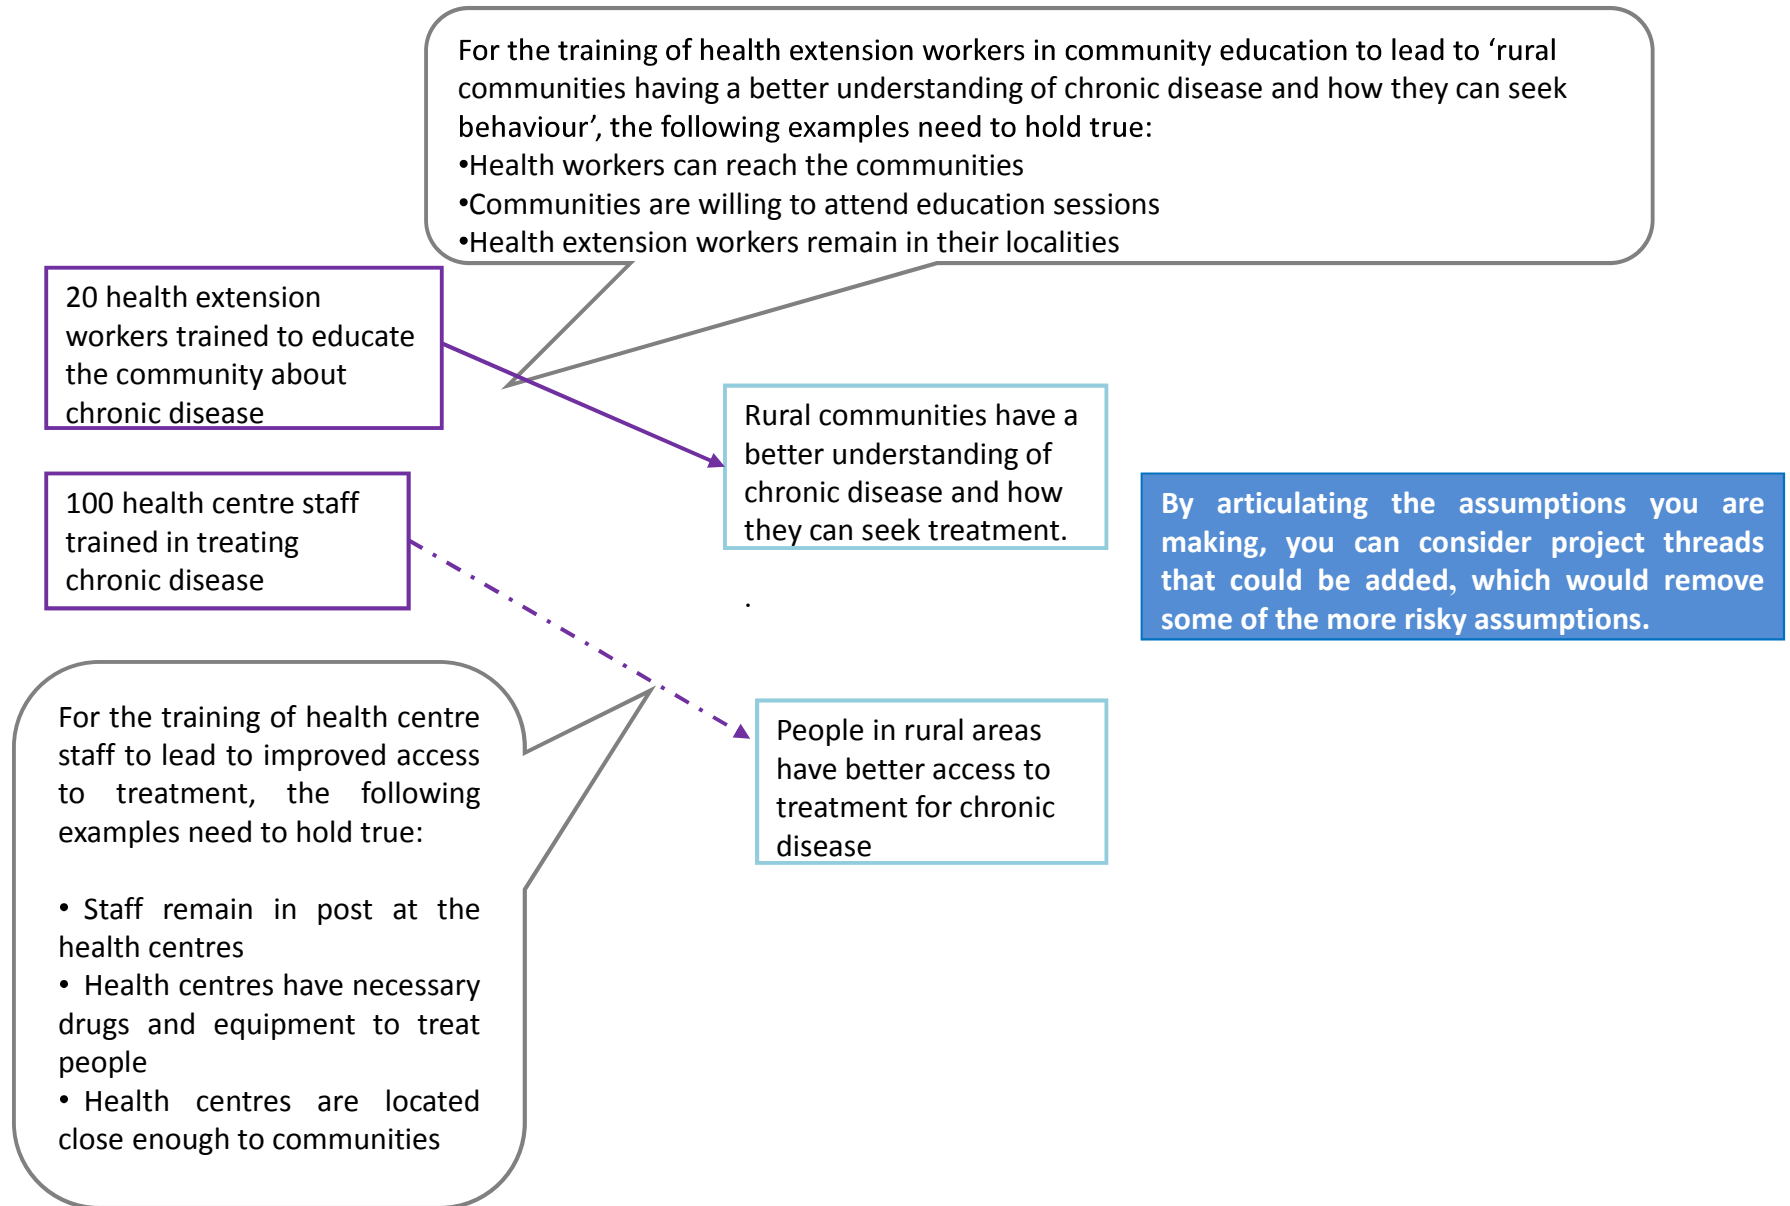 For the training of health extension workers in community education to lead to ‘rural
communities having a better understanding of chronic disease and how they can seek
behaviour’, the following examples need to hold true:
•Health workers can reach the communities
•Communities are willing to attend education sessions
•Health extension workers remain in their localities
20 health extension
workers trained to educate
the community about
chronic disease
Rural communities have a
better understanding of
chronic disease and how
they can seek treatment.
100 health centre staff
trained in treating
chronic disease
By articulating the assumptions you are
making, you can consider project threads
that could be added, which would remove
some of the more risky assumptions.
.
For the training of health centre
staff to lead to improved access
to treatment, the following
examples need to hold true:
• Staff remain in post at the
health centres
• Health centres have necessary
drugs and equipment to treat
people
• Health centres are located
close enough to communities
People in rural areas
have better access to
treatment for chronic
disease